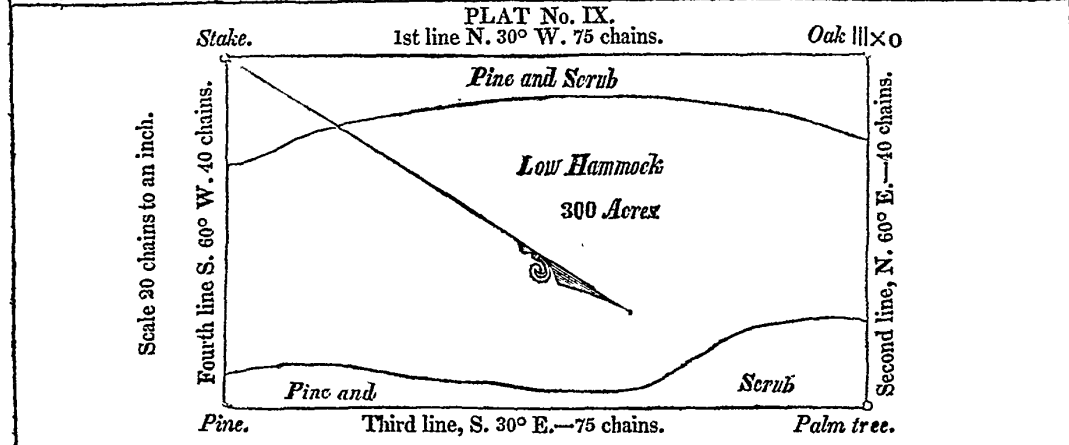 PLAT No. IX.
Stake.
1st line N. 30° W. 75 chains.
Oak |||×o
Pine and Scrub
Scale 20 chains to an inch.
Fourth line S. 60° W. 40 chains.
Low Hammock
300 Acres
Second line, N. 60° E.—40 chains.
Pine and
Scrub
Pine.
Third line, S. 30° E.—75 chains.
Palm tree.